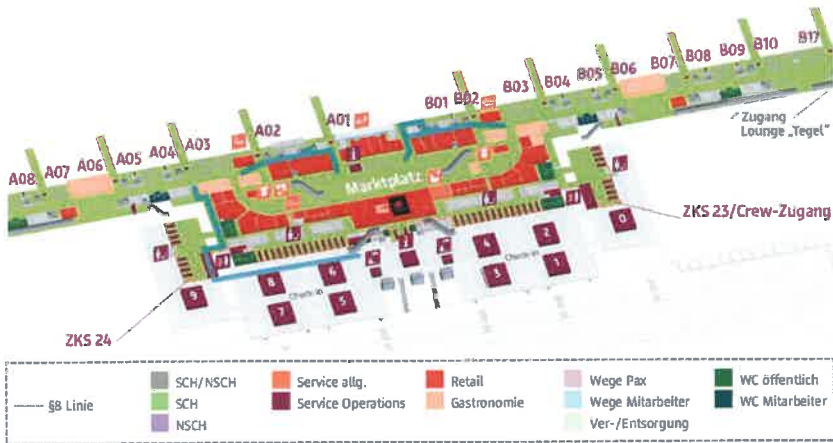 B17
B10
B09
B08
B07
B06
B05
B04
B03
B02
B01
A01
A02
A03
A04
A05
A06
A07
A08
Zugang
Lounge „Tegel“
Marktplatz
ZKS 23/Crew-Zugang
0
2
4
1
3
Check-in
6
8
5
7
Check-in
9
ZKS 24
§8 Linie
SCH/NSCH
SCH
NSCH
Service allg.
Service Operations
Retail
Gastronomie
Wege Pax
Wege Mitarbeiter
Ver-/Entsorgung
WC öffentlich
WC Mitarbeiter